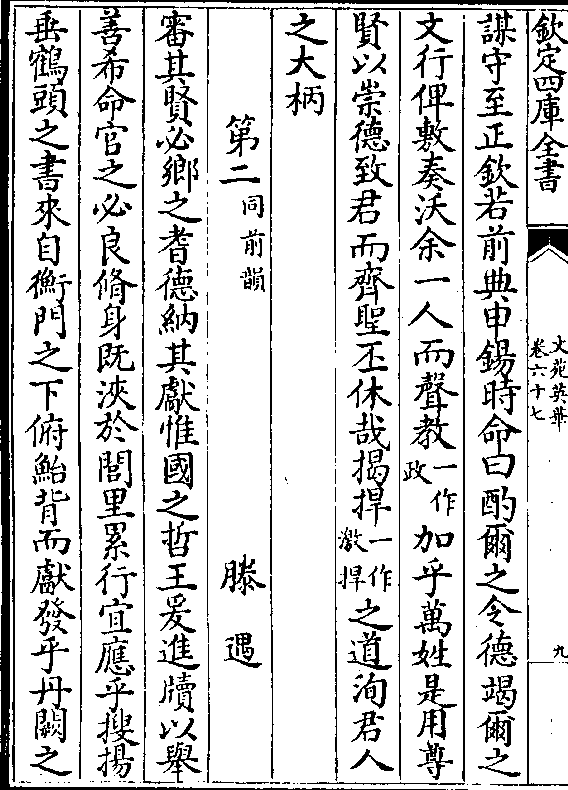 欽定四庫全書
文苑英華
卷六十七
九
謀守至正欽若前典申錫時命曰酌爾之令德竭爾之
文行俾敷奏沃余一人而聲教一作政加乎萬姓是用尊
賢以崇德致君而齊聖丕休哉揭捍一作激捍之道洵君人
之大柄
第二同前韻 滕遇
審其賢必鄉之耆德納其獻惟國之哲王爰進牘以舉
善希命官之必良脩身既浹於閭里累行宜應乎搜揚
垂鶴頭之書來自衡門之下俯鮐背而獻發乎丹闕之